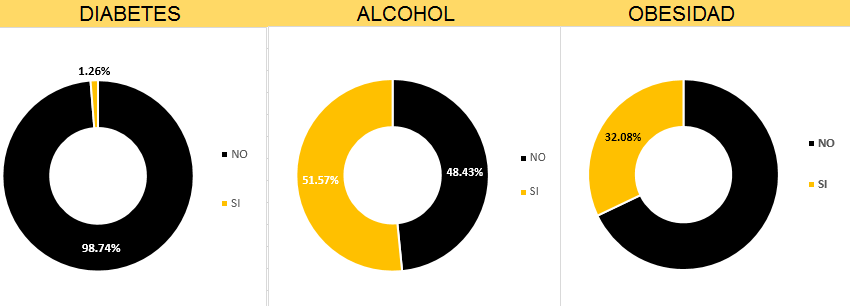 DIABETES
1.26%
NO
SI
98.74%
ALCOHOL
NO
48.43%
51.57%
SI
OBESIDAD
32.08%
NO
SI